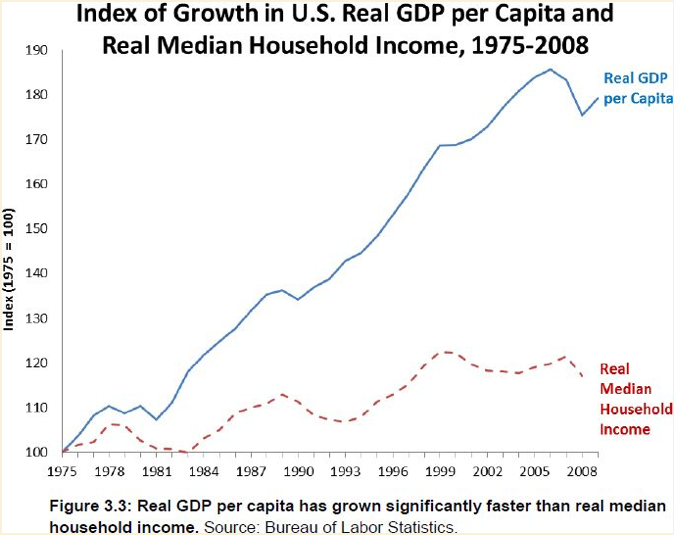 Index of Growth in U.S. Real GDP per Capita and
Real Median Household Income, 1975-2008
190
180
170
160
150
140
130
120
110
100
Index (1975 = 100)
Real GDP
per Capita
Real
Median
Household
Income
1975 1978 1981 1984 1987 1990 1993 1996 1999 2002 2005 2008
Figure 3.3: Real GDP per capita has grown significantly faster than real median
household income. Source: Bureau of Labor Statistics.